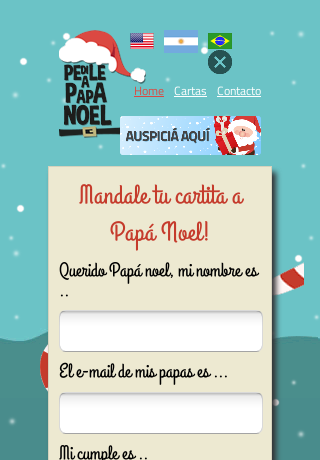 PEDILE
A
PAPA
NOEL
Home Cartas Contacto
AUSPICIÁ AQUÍ
Mandale tu cartita a
Papá Noel!
Querido Papá noel, mi nombre es
..
El e-mail de mis papas es ...
Mi cumple es ..